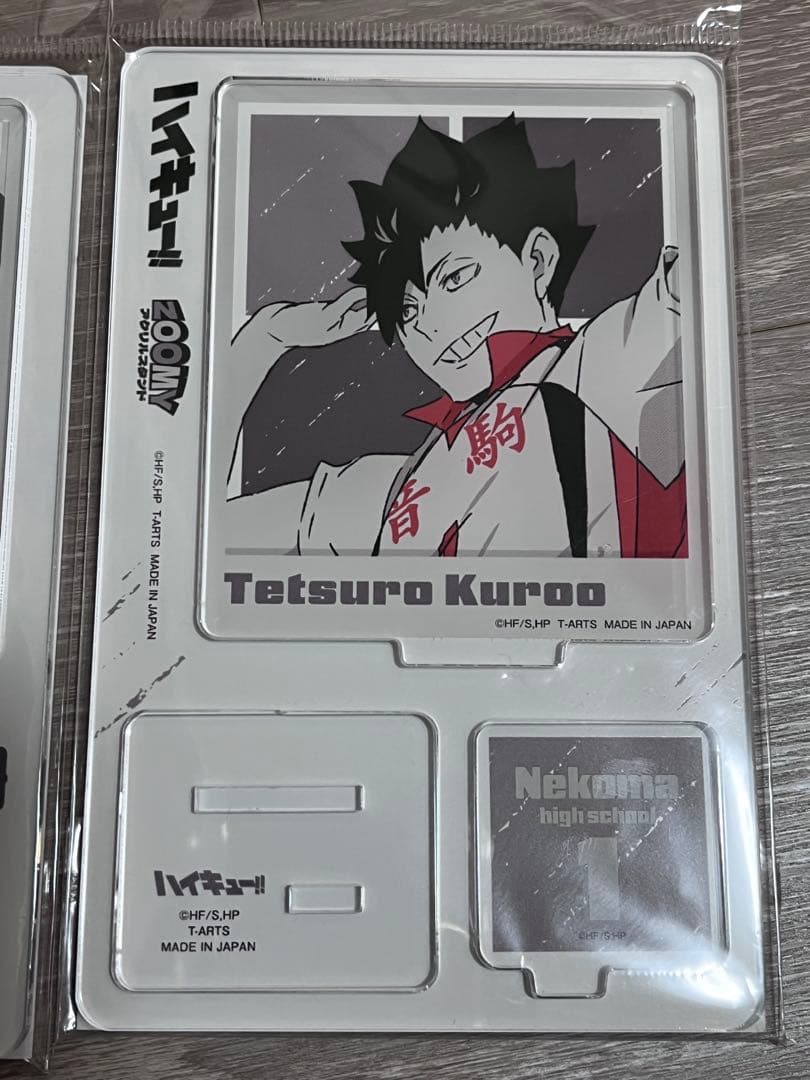 ハイキュー!!
ZOOMY
アクリルスタンド
©HF/S,HP T-ARTS MADE IN JAPAN
音駒
Tetsuro Kuroo
©HF/S,HP T-ARTS MADE IN JAPAN
ハイキュー!!
©HF/S,HP
T-ARTS
MADE IN JAPAN
Nekoma
high school
1
©HF/S,HP